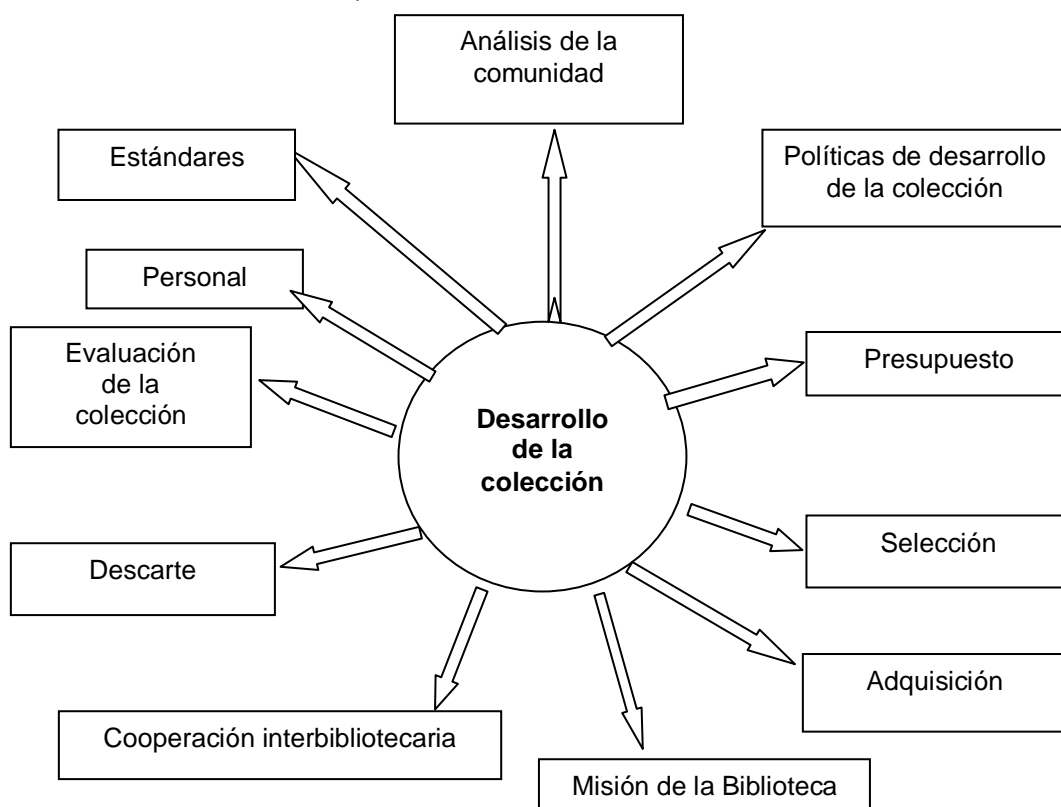 Análisis de la
comunidad
Estándares
Políticas de desarrollo
de la colección
Personal
Evaluación
de la
colección
Presupuesto
Desarrollo
de la
colección
Selección
Descarte
Adquisición
Cooperación interbibliotecaria
Misión de la Biblioteca